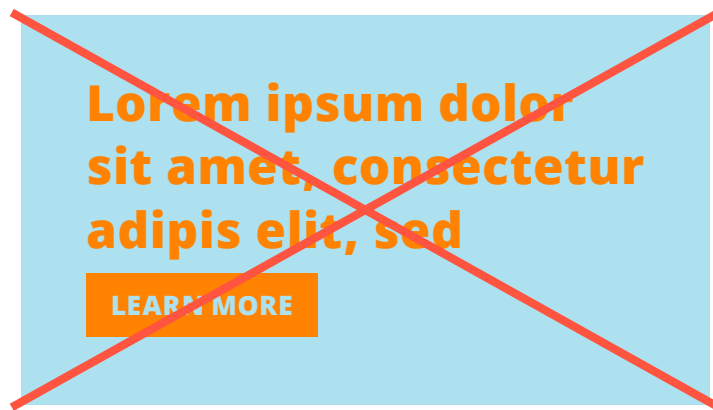 Lorem ipsum dolor
sit amet, consectetur
adipis elit, sed
LEARN MORE